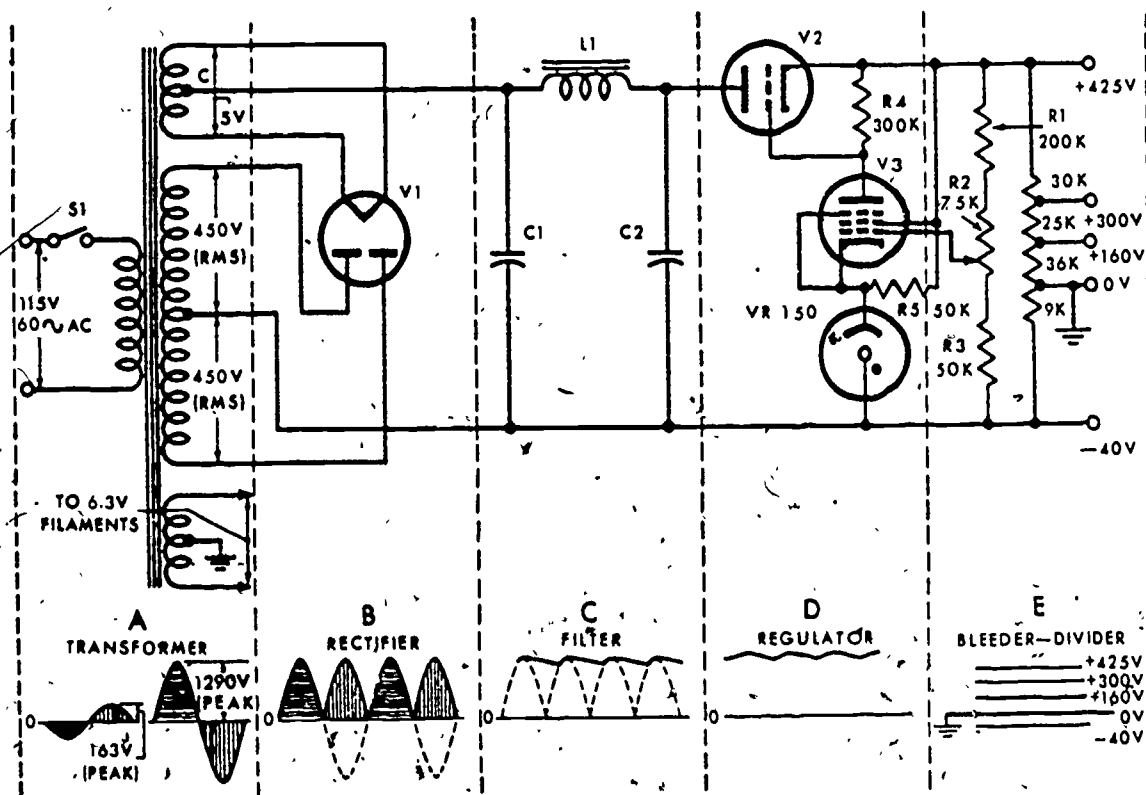 L1
V2
C
5V
+425V
R4
300K
R1
200K
V3
V1
30K
R2
7.5K
S1
450V
(RMS)
C1
C2
25K
+300V
+160V
36K
0V
115V
60~AC
VR 150
R5 50K
9K
R3
50K
450V
(RMS)
-40V
TO 6.3V
FILAMENTS
A
TRANSFORMER
B
RECTIFIER
C
FILTER
D
REGULATOR
E
BLEEDER-DIVIDER
1290V
(PEAK
+425V
+300V
+160V
0
0
0
0
0V
-40V
163V
(PEAK)